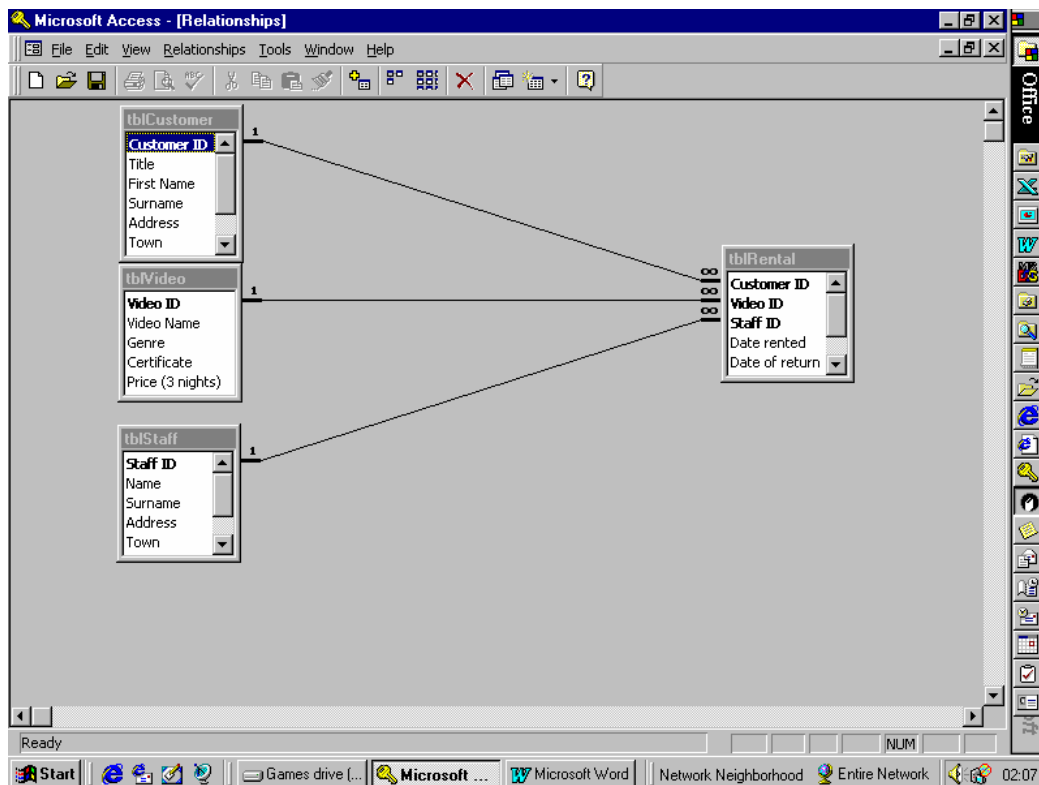 Microsoft Access - [Relationships]
File Edit View Relationships Tools Window Help
Office
tblCustomer
Customer ID
Title
First Name
Surname
Address
Town
1
tblVideo
Video ID
Video Name
Genre
Certificate
Price (3 nights)
1
tblStaff
Staff ID
Name
Surname
Address
Town
1
tblRental
∞ Customer ID
∞ Video ID
∞ Staff ID
Date rented
Date of return
Ready
NUM
Start
Games drive (...
Microsoft ...
Microsoft Word
Network Neighborhood
Entire Network
02:07